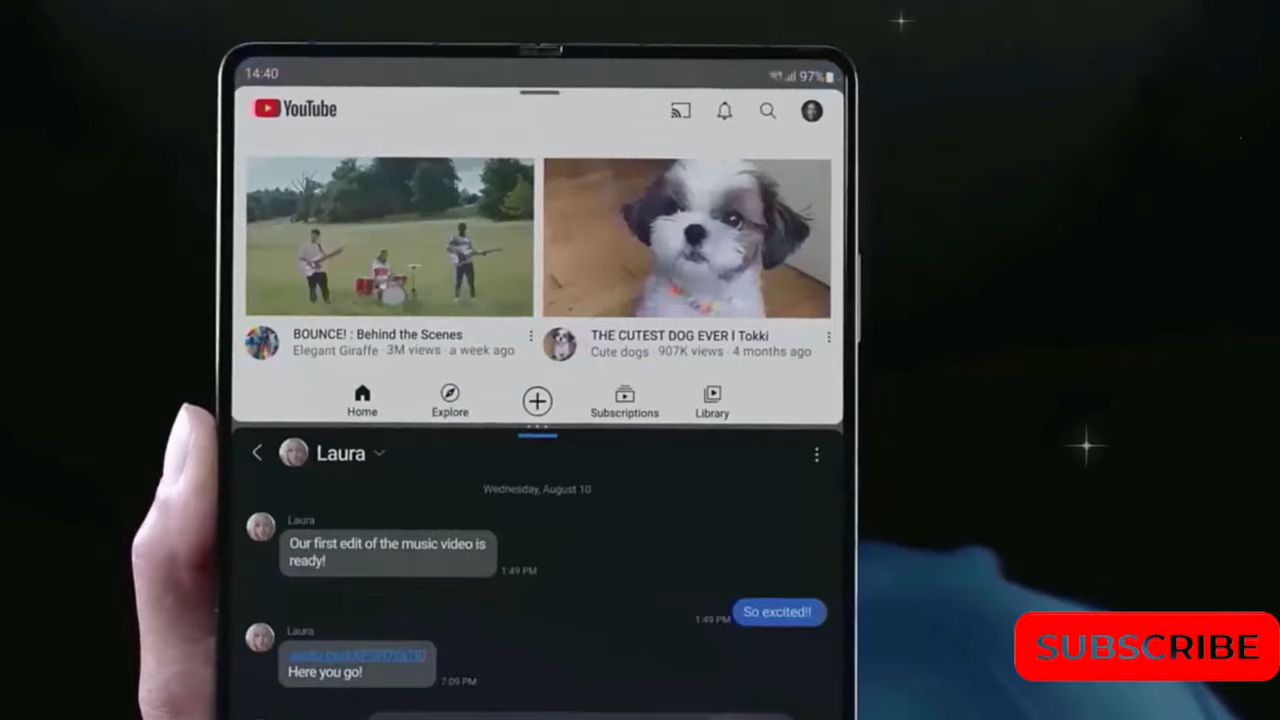 14:40
97%
YouTube
BOUNCE! : Behind the Scenes
Elegant Giraffe · 3M views · a week ago
THE CUTEST DOG EVER l Tokki
Cute dogs · 907K views · 4 months ago
Home
Explore
Subscriptions
Library
Laura
Wednesday, August 10
Laura
Our first edit of the music video is
ready!
1:49 PM
So excited!!
1:49 PM
Laura
Here you go!
7:09 PM
SUBSCRIBE